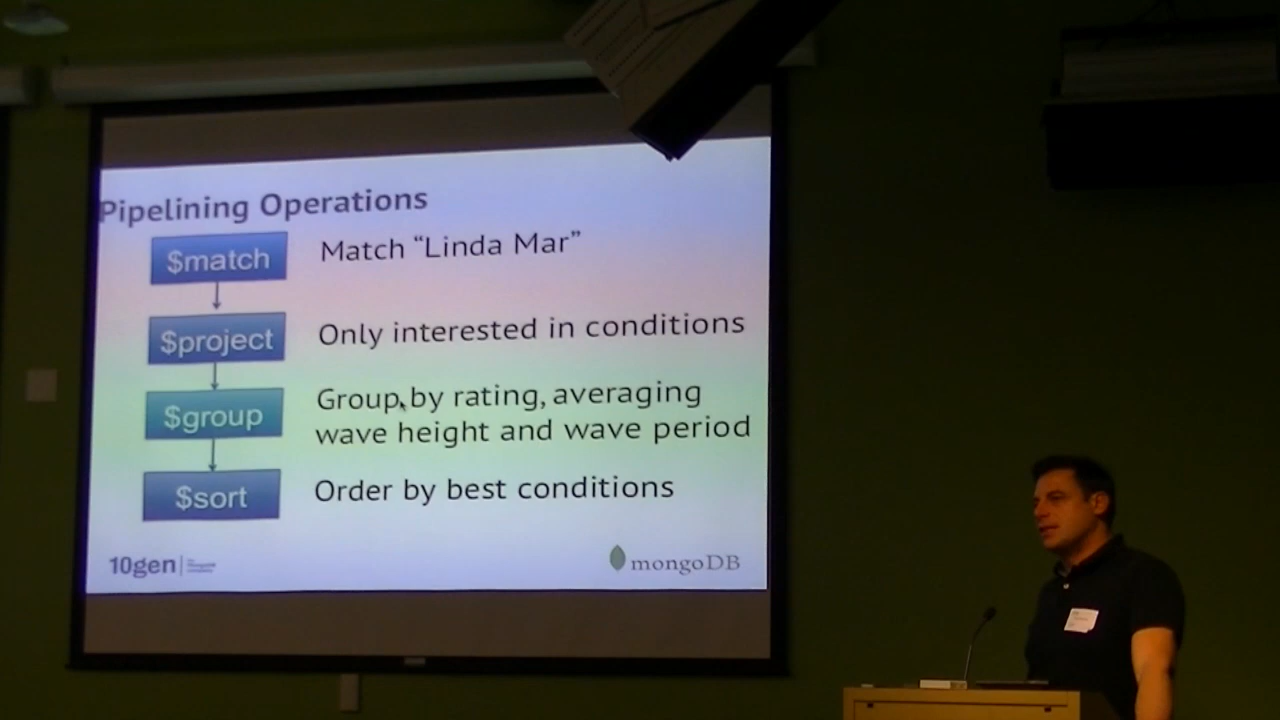 Pipelining Operations
$match
Match “Linda Mar”
$project
Only interested in conditions
$group
Group by rating, averaging
wave height and wave period
$sort
Order by best conditions
10gen
mongoDB